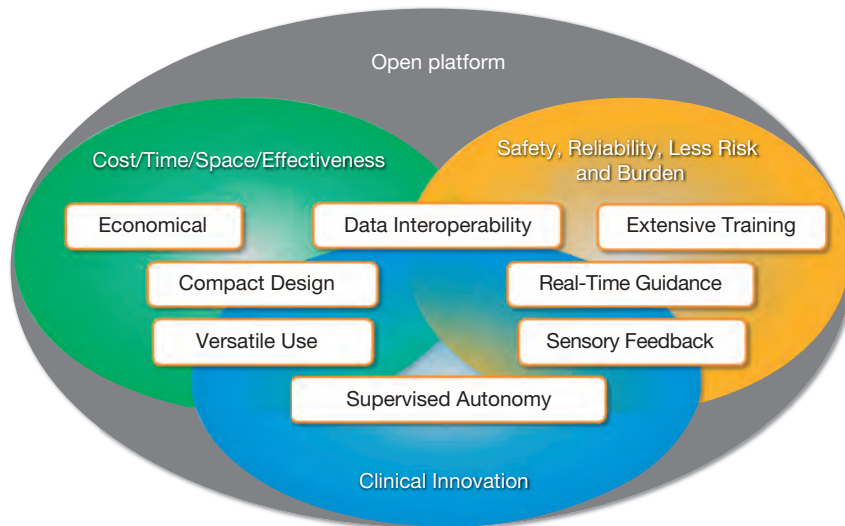 Open platform
Cost/Time/Space/Effectiveness
Safety, Reliability, Less Risk
and Burden
Economical
Data Interoperability
Extensive Training
Compact Design
Real-Time Guidance
Versatile Use
Sensory Feedback
Supervised Autonomy
Clinical Innovation